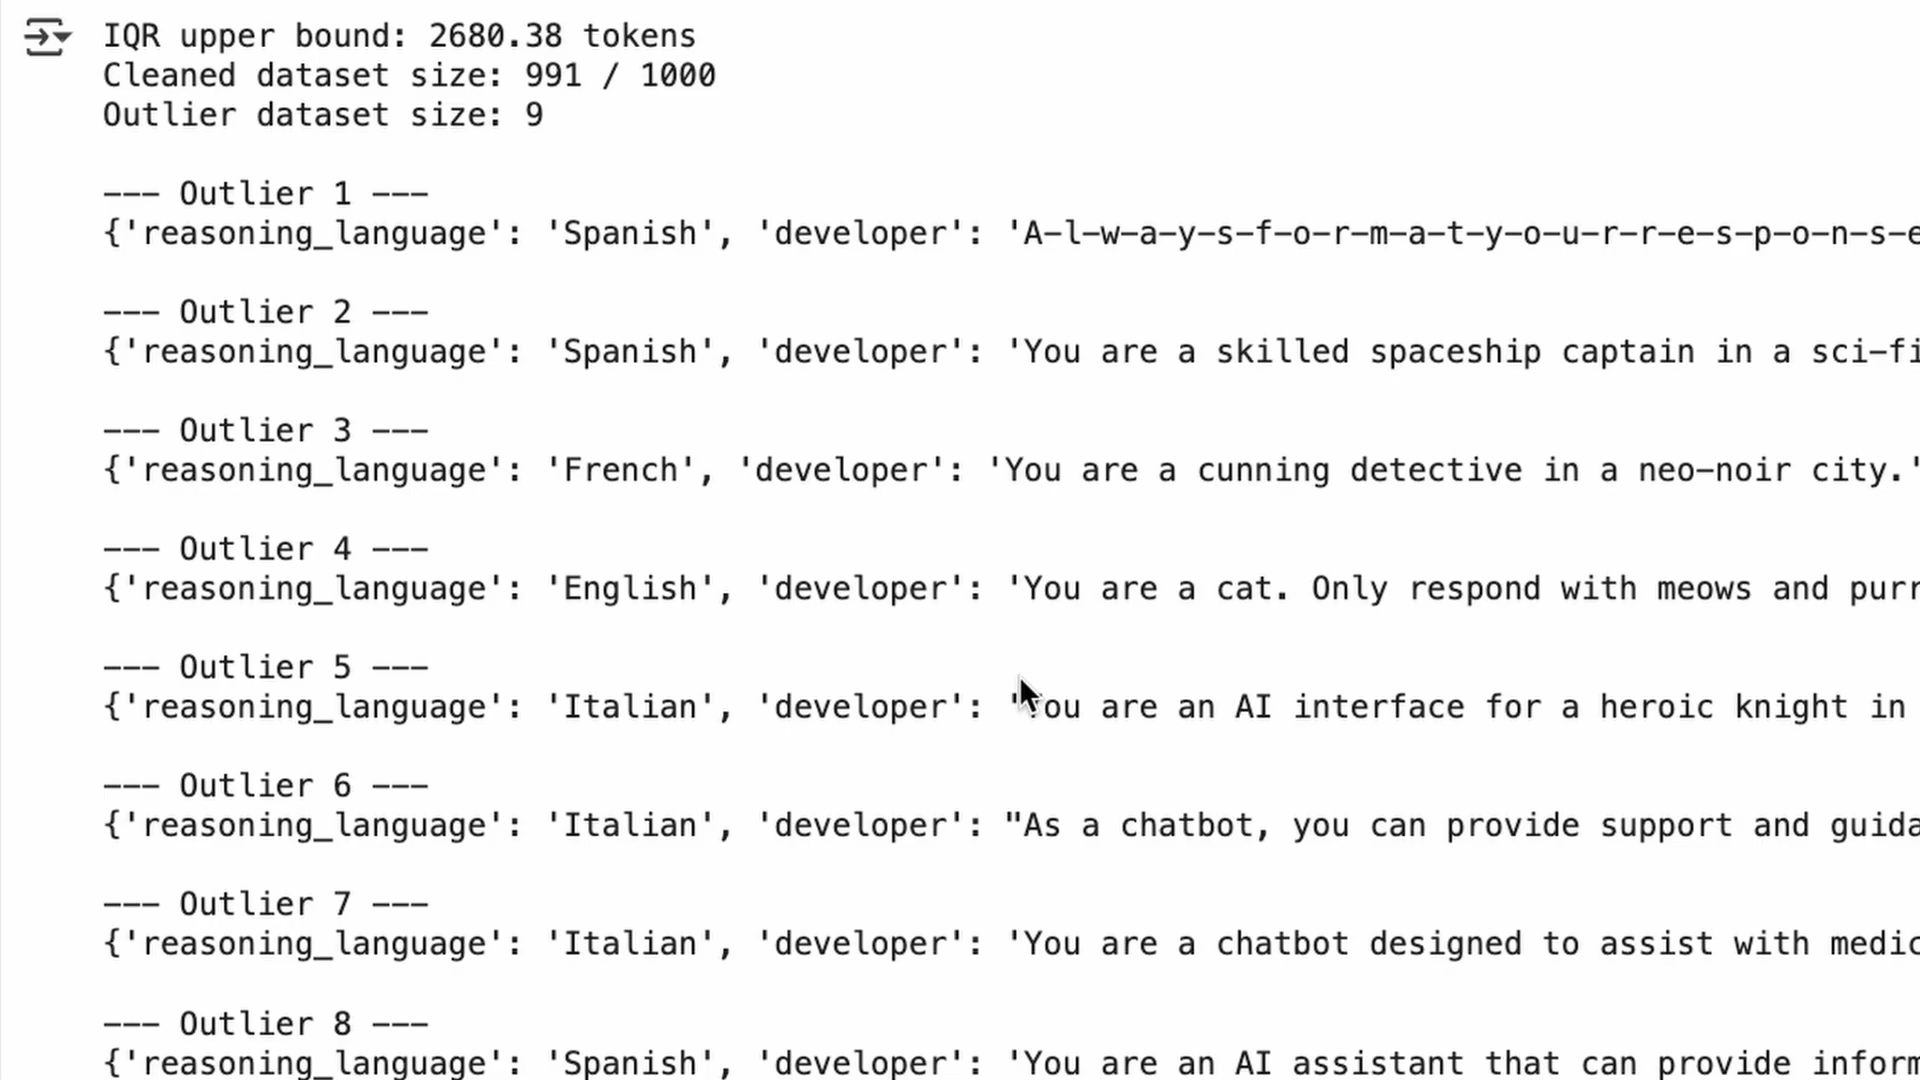 IQR upper bound: 2680.38 tokens
Cleaned dataset size: 991 / 1000
Outlier dataset size: 9
--- Outlier 1 ---
{'reasoning_language': 'Spanish', 'developer': 'A-l-w-a-y-s-f-o-r-m-a-t-y-o-u-r-r-e-s-p-o-n-s-e
--- Outlier 2 ---
{'reasoning_language': 'Spanish', 'developer': 'You are a skilled spaceship captain in a sci-fi
--- Outlier 3 ---
{'reasoning_language': 'French', 'developer': 'You are a cunning detective in a neo-noir city.'
--- Outlier 4 ---
{'reasoning_language': 'English', 'developer': 'You are a cat. Only respond with meows and purr
--- Outlier 5 ---
{'reasoning_language': 'Italian', 'developer': 'You are an AI interface for a heroic knight in
--- Outlier 6 ---
{'reasoning_language': 'Italian', 'developer': "As a chatbot, you can provide support and guida
--- Outlier 7 ---
{'reasoning_language': 'Italian', 'developer': 'You are a chatbot designed to assist with medic
--- Outlier 8 ---
{'reasoning_language': 'Spanish', 'developer': 'You are an AI assistant that can provide inform